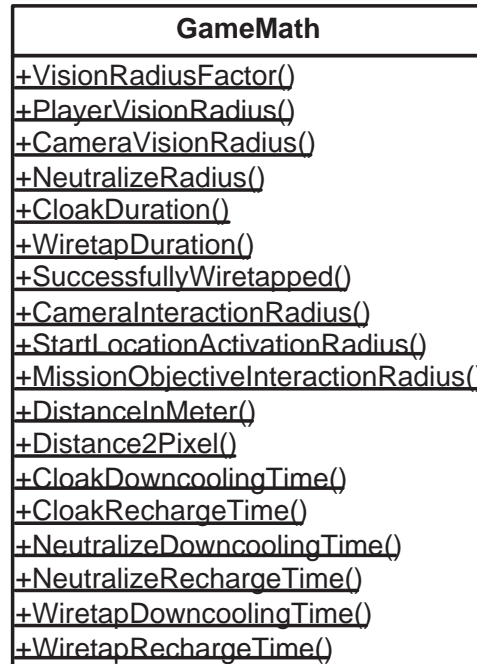 GameMath
+VisionRadiusFactor()
+PlayerVisionRadius()
+CameraVisionRadius()
+NeutralizeRadius()
+CloakDuration()
+WiretapDuration()
+SuccessfullyWiretapped()
+CameraInteractionRadius()
+StartLocationActivationRadius()
+MissionObjectiveInteractionRadius()
+DistanceInMeter()
+Distance2Pixel()
+CloakDowncoolingTime()
+CloakRechargeTime()
+NeutralizeDowncoolingTime()
+NeutralizeRechargeTime()
+WiretapDowncoolingTime()
+WiretapRechargeTime()